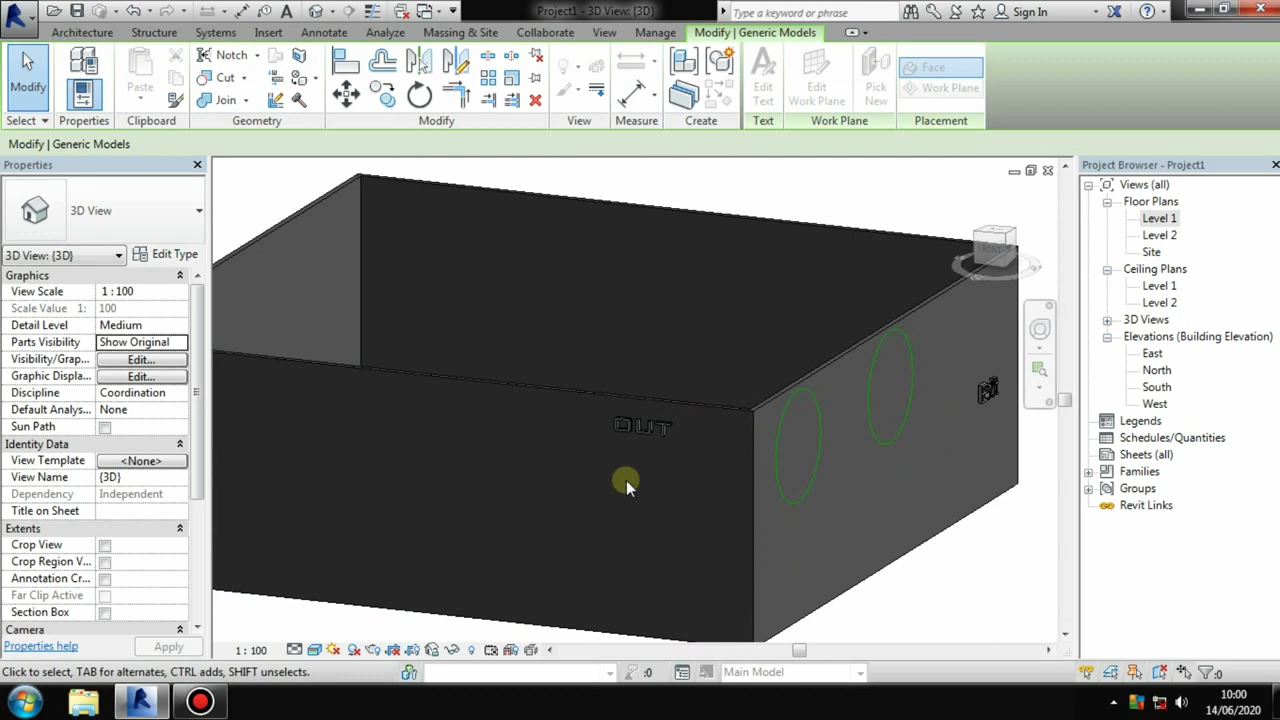 Project1 - 3D View: {3D}
Type a keyword or phrase
Sign In
Architecture
Structure
Systems
Insert
Annotate
Analyze
Massing & Site
Collaborate
View
Manage
Modify | Generic Models
Modify
Paste
Notch
Cut
Join
Edit Text
Edit Work Plane
Pick New
Face
Work Plane
Select
Properties
Clipboard
Geometry
Modify
View
Measure
Create
Text
Work Plane
Placement
Modify | Generic Models
Properties
3D View
3D View: {3D}
Edit Type
Graphics
View Scale 1 : 100
Scale Value 1: 100
Detail Level Medium
Parts Visibility Show Original
Visibility/Grap... Edit...
Graphic Displa... Edit...
Discipline Coordination
Default Analys... None
Sun Path
Identity Data
View Template <None>
View Name {3D}
Dependency Independent
Title on Sheet
Extents
Crop View
Crop Region V...
Annotation Cr...
Far Clip Active
Section Box
Camera
Properties help
Apply
OUT
FRONT
Project Browser - Project1
Views (all)
Floor Plans
Level 1
Level 2
Site
Ceiling Plans
Level 1
Level 2
3D Views
Elevations (Building Elevation)
East
North
South
West
Legends
Schedules/Quantities
Sheets (all)
Families
Groups
Revit Links
1 : 100
Click to select, TAB for alternates, CTRL adds, SHIFT unselects.
:0
Main Model
:0
10:00
14/06/2020